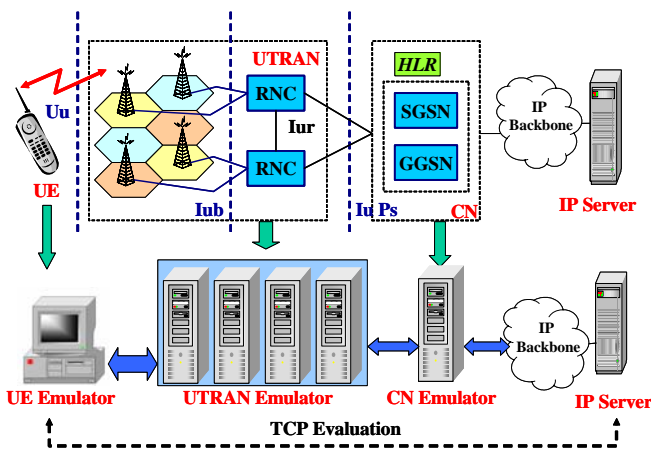 UTRAN
HLR
Uu
RNC
Iur
RNC
SGSN
GGSN
IP
Backbone
UE
Iub
Iu Ps
CN
IP Server
IP
Backbone
UE Emulator
UTRAN Emulator
CN Emulator
IP Server
TCP Evaluation